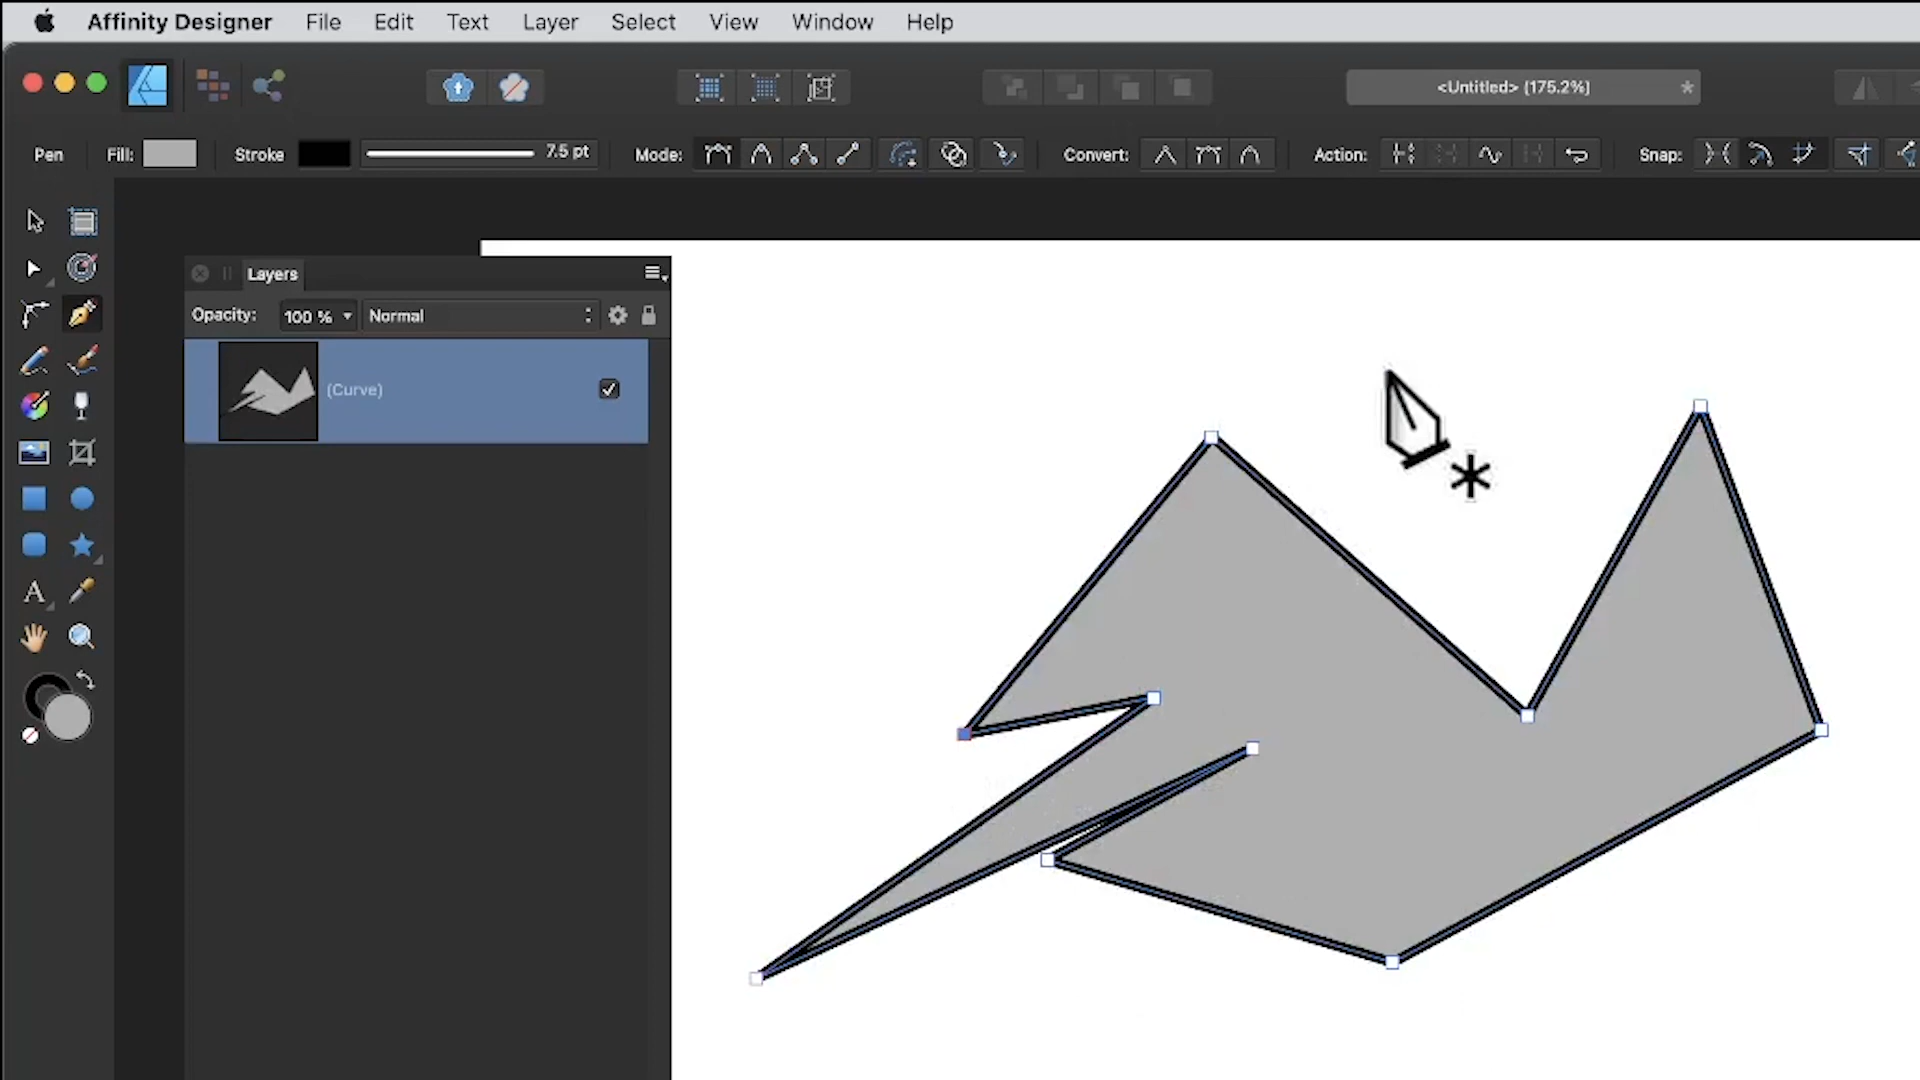 Affinity Designer File Edit Text Layer Select View Window Help
<Untitled> (175.2%) *
Pen Fill: Stroke 7.5 pt Mode: Convert: Action: Snap:
Layers
Opacity: 100 % Normal
(Curve)
A